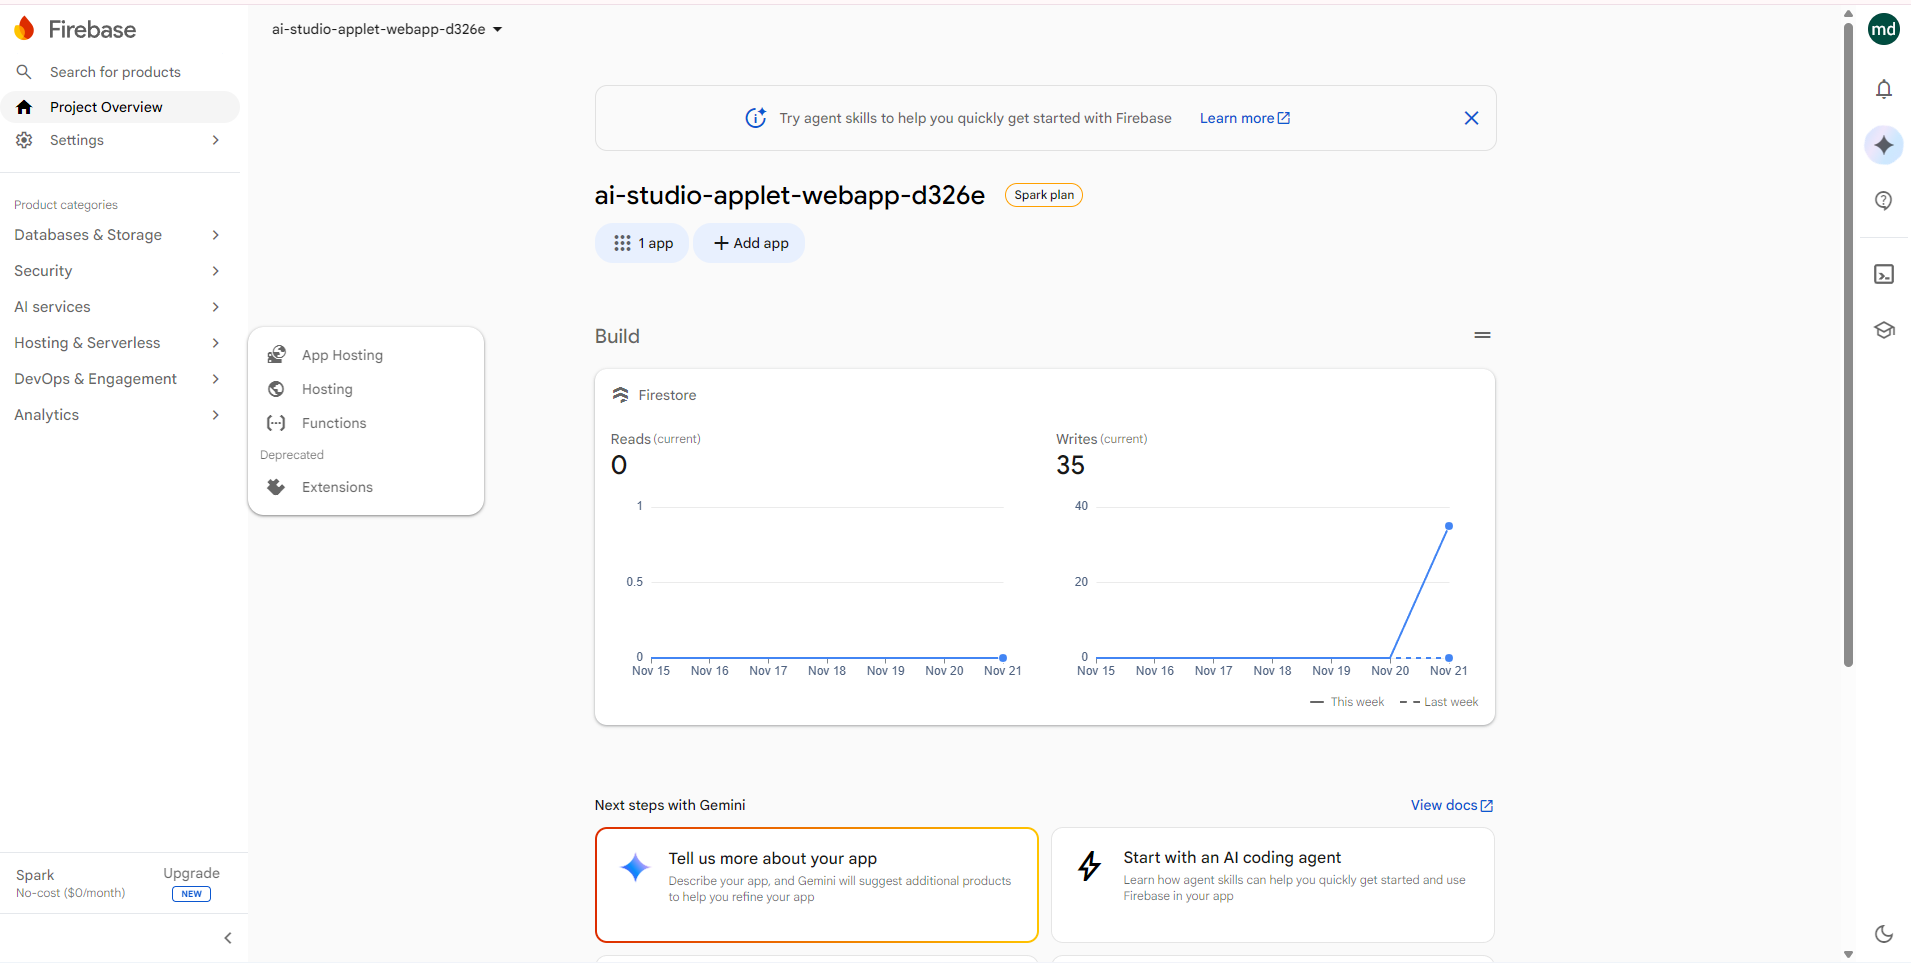 Firebase
ai-studio-applet-webapp-d326e
md
Search for products
Project Overview
Settings
Product categories
Databases & Storage
Security
AI services
Hosting & Serverless
DevOps & Engagement
Analytics
App Hosting
Hosting
Functions
Deprecated
Extensions
Spark
No-cost ($0/month)
Upgrade
NEW
Try agent skills to help you quickly get started with Firebase Learn more
ai-studio-applet-webapp-d326e Spark plan
1 app Add app
Build
Firestore
Reads (current)
0
1
0.5
0
Nov 15 Nov 16 Nov 17 Nov 18 Nov 19 Nov 20 Nov 21
Writes (current)
35
40
20
0
Nov 15 Nov 16 Nov 17 Nov 18 Nov 19 Nov 20 Nov 21
This week Last week
Next steps with Gemini View docs
Tell us more about your app
Describe your app, and Gemini will suggest additional products
to help you refine your app
Start with an AI coding agent
Learn how agent skills can help you quickly get started and use
Firebase in your app